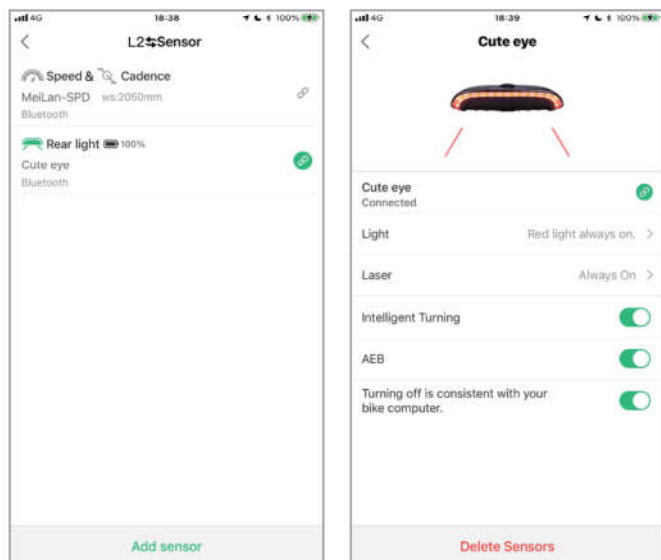 4G 18:38 100%
L2⇆Sensor
Speed & Cadence
MeiLan-SPD ws:2050mm
Bluetooth
Rear light 100%
Cute eye
Bluetooth
Add sensor
4G 18:39 100%
Cute eye
Cute eye
Connected
Light Red light always on. >
Laser Always On >
Intelligent Turning
AEB
Turning off is consistent with your
bike computer.
Delete Sensors